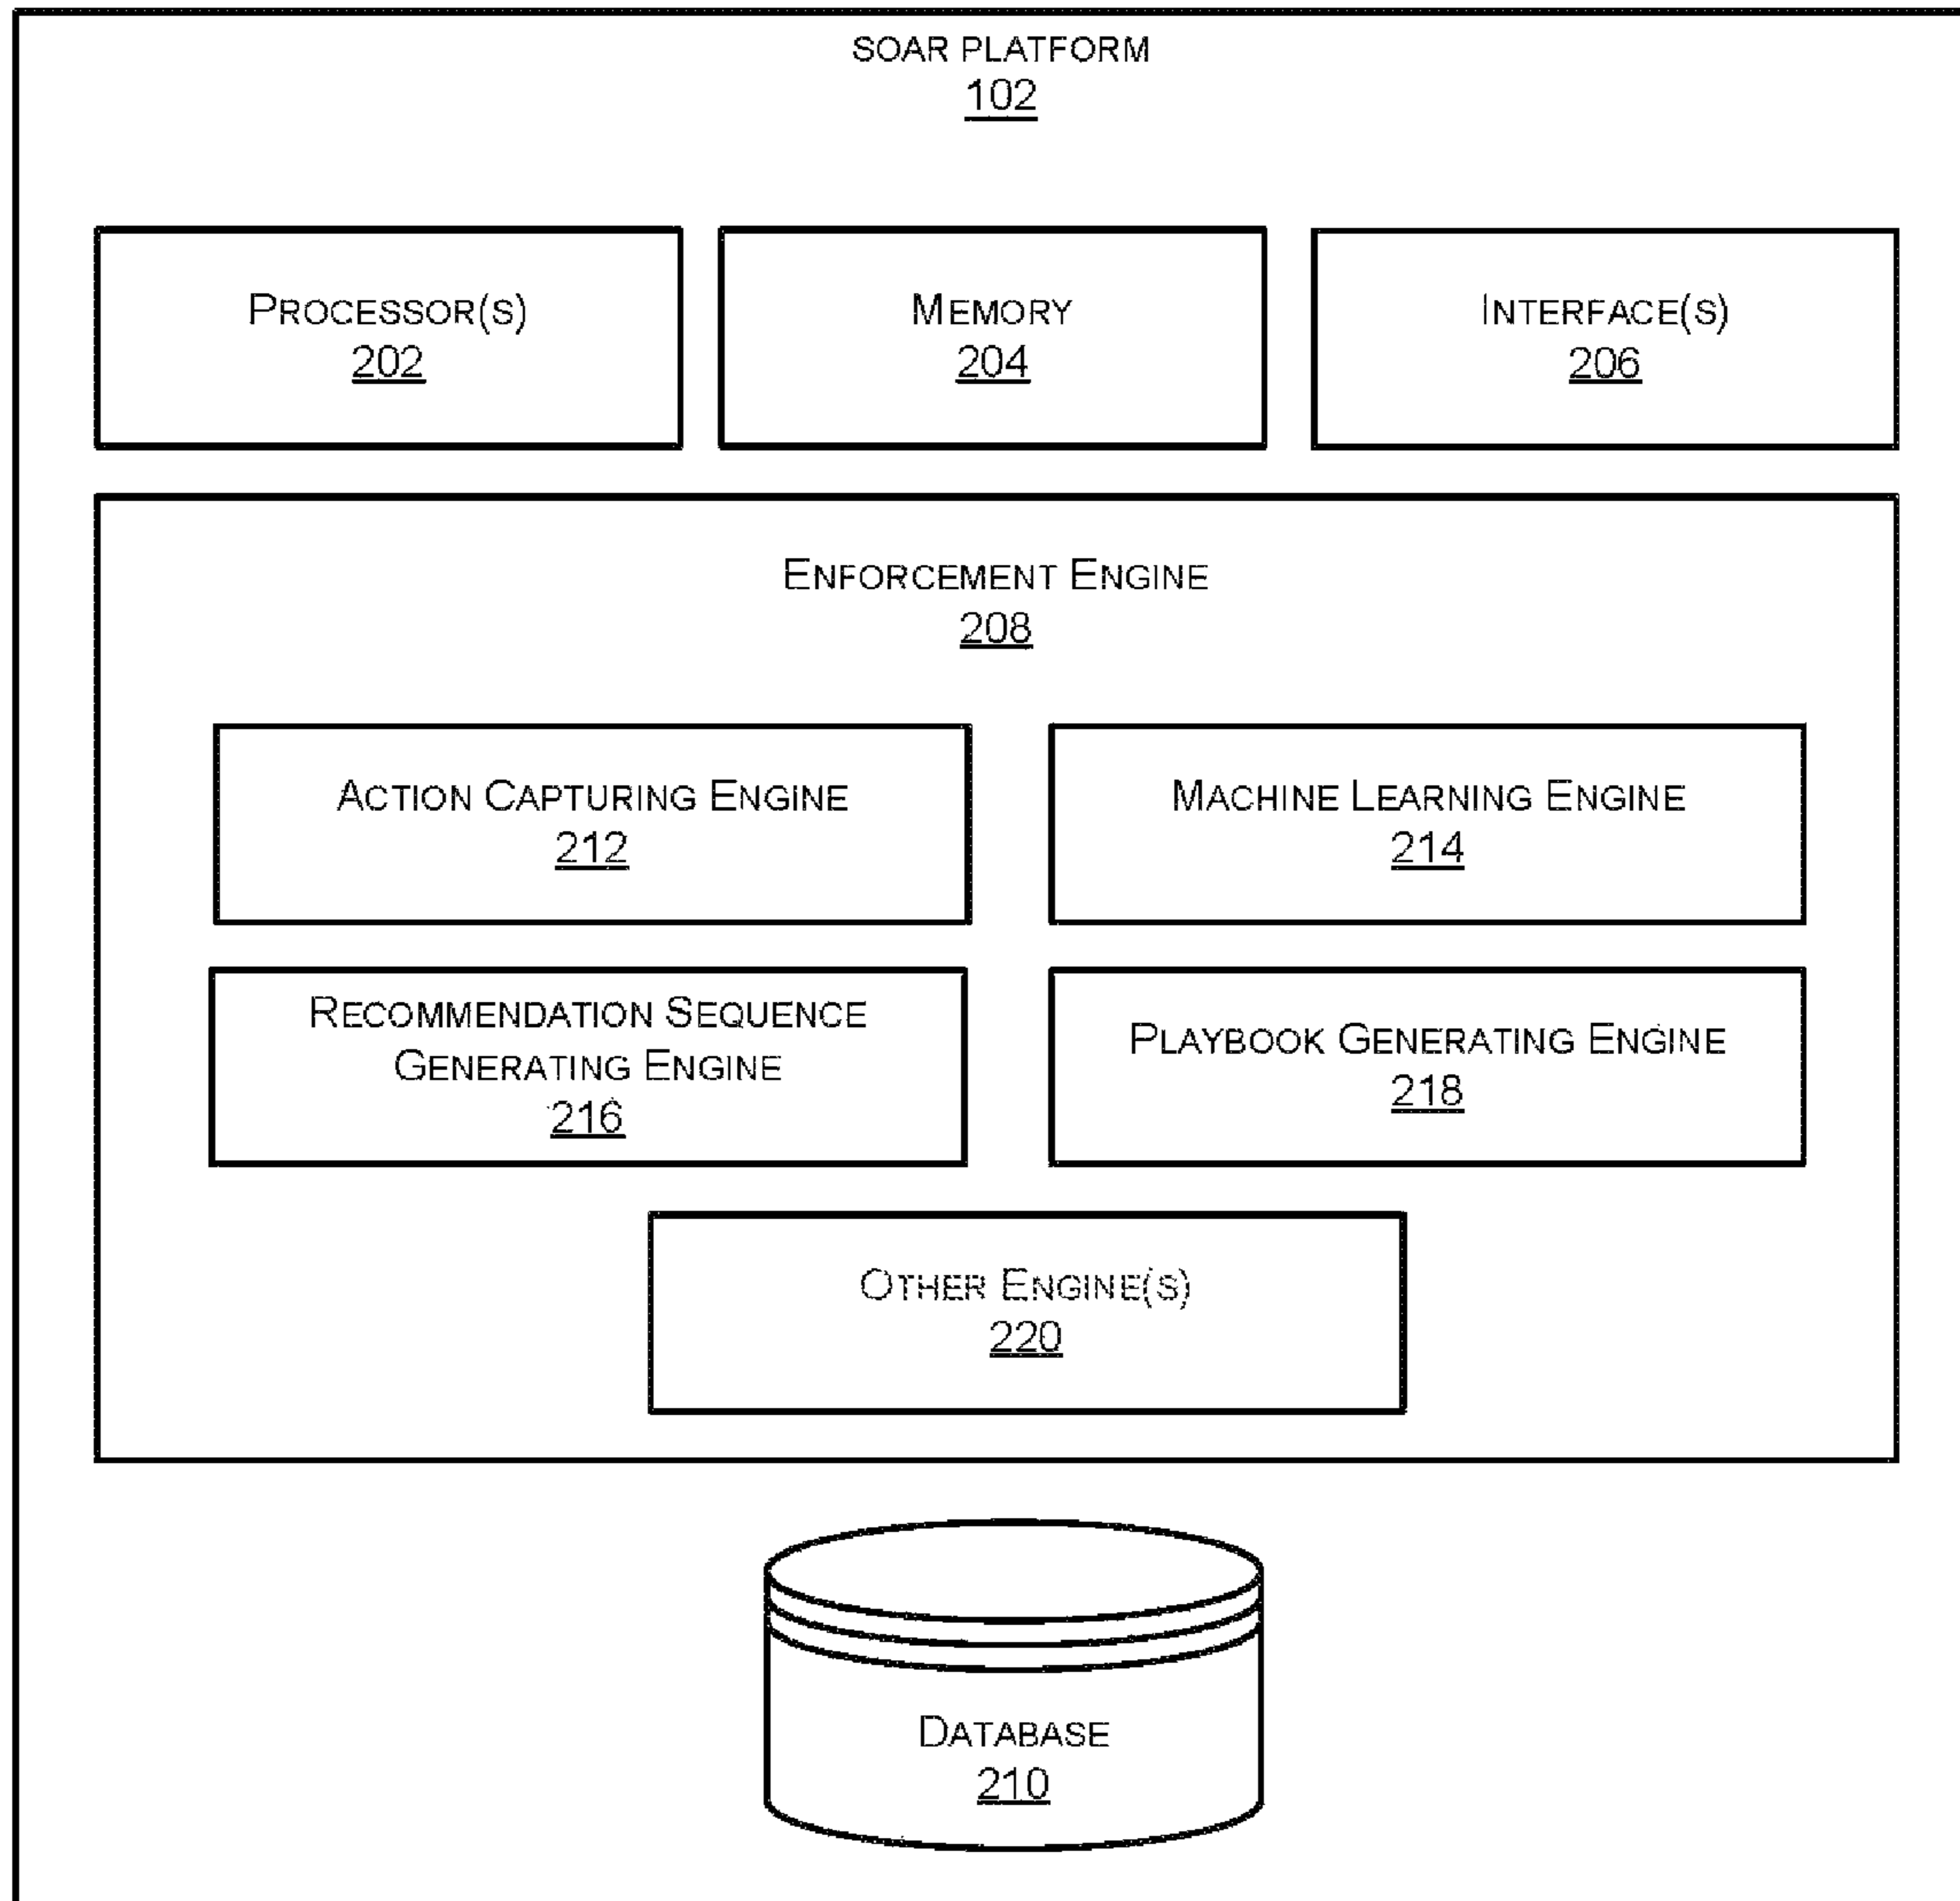 SOAR PLATFORM
102
PROCESSOR(S)
202
MEMORY
204
INTERFACE(S)
206
ENFORCEMENT ENGINE
208
ACTION CAPTURING ENGINE
212
MACHINE LEARNING ENGINE
214
RECOMMENDATION SEQUENCE
GENERATING ENGINE
216
PLAYBOOK GENERATING ENGINE
218
OTHER ENGINE(S)
220
DATABASE
210